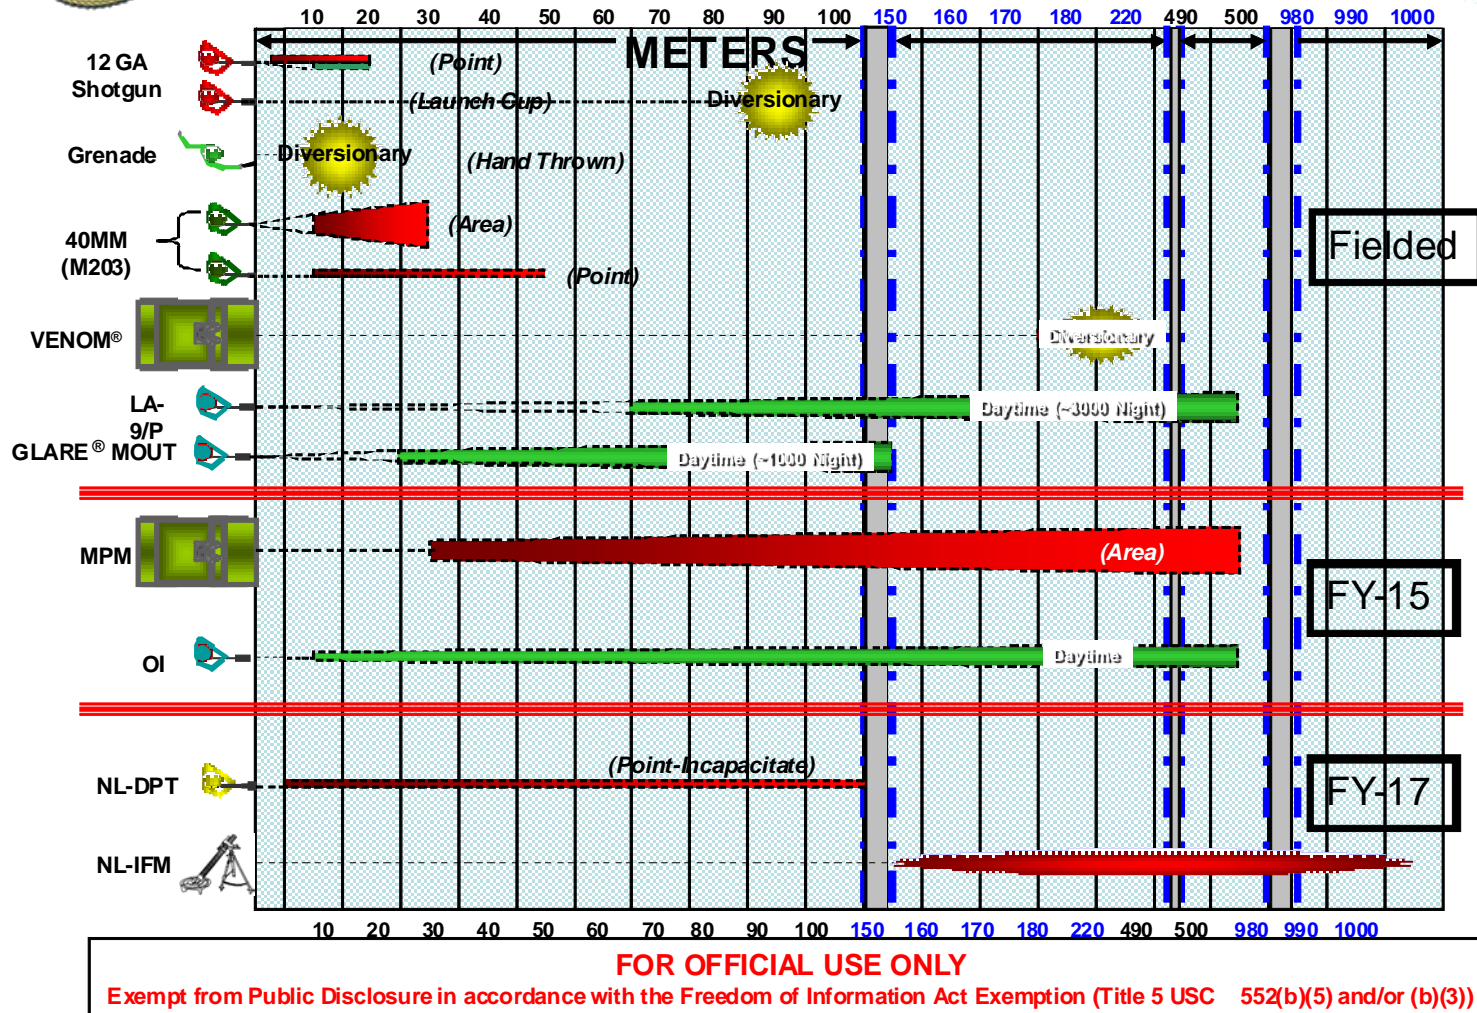 10 20 30 40 50 60 70 80 90 100 150 160 170 180 220 490 500 980 990 1000
METERS
12 GA
Shotgun
(Point)
(Launch Cup)
Diversionary
Grenade
Diversionary
(Hand Thrown)
40MM
(M203)
(Area)
(Point)
Fielded
VENOM®
Diversionary
LA-
9/P
Daytime (~3000 Night)
GLARE® MOUT
Daytime (~1000 Night)
MPM
(Area)
FY-15
OI
Daytime
NL-DPT
(Point-Incapacitate)
FY-17
NL-IFM
10 20 30 40 50 60 70 80 90 100 150 160 170 180 220 490 500 980 990 1000
FOR OFFICIAL USE ONLY
Exempt from Public Disclosure in accordance with the Freedom of Information Act Exemption (Title 5 USC 552(b)(5) and/or (b)(3))